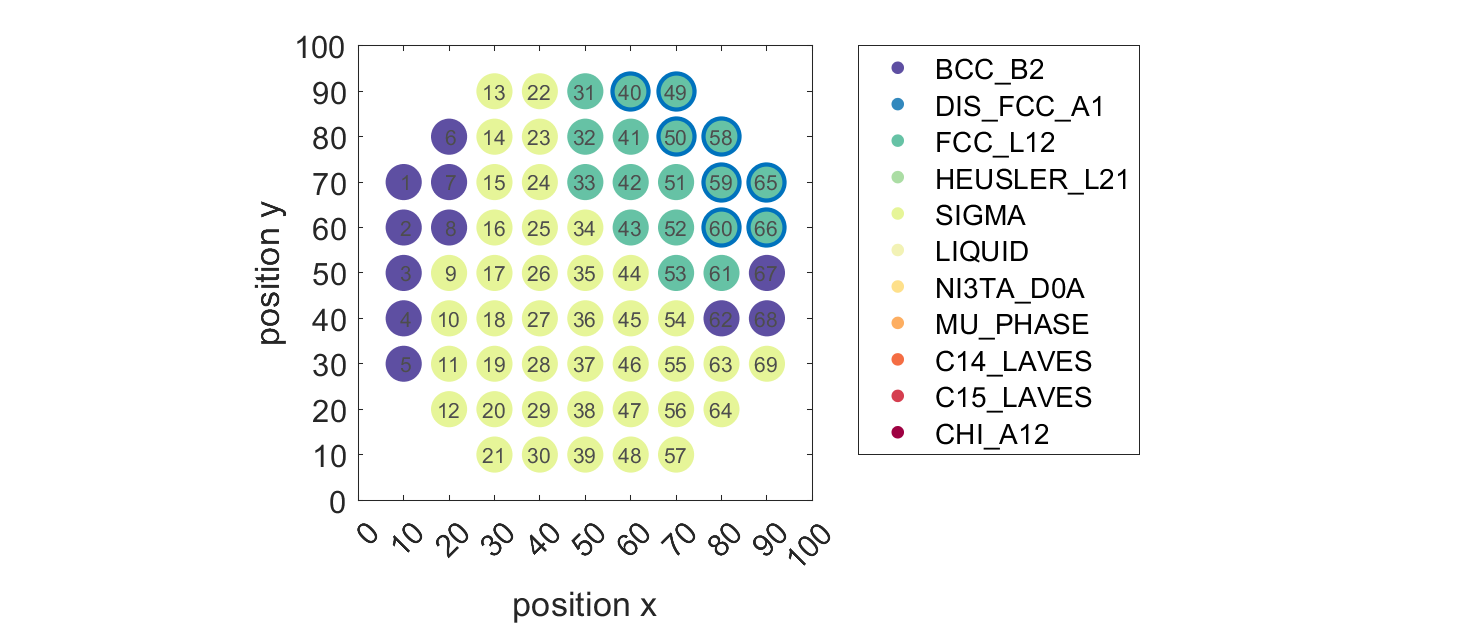 100
90
80
70
60
50
40
30
20
10
0
position y
13 22 31 40 49
6 14 23 32 41 50 58
1 7 15 24 33 42 51 59 65
2 8 16 25 34 43 52 60 66
3 9 17 26 35 44 53 61 67
4 10 18 27 36 45 54 62 68
5 11 19 28 37 46 55 63 69
12 20 29 38 47 56 64
21 30 39 48 57
0 10 20 30 40 50 60 70 80 90 100
position x
BCC_B2
DIS_FCC_A1
FCC_L12
HEUSLER_L21
SIGMA
LIQUID
NI3TA_D0A
MU_PHASE
C14_LAVES
C15_LAVES
CHI_A12